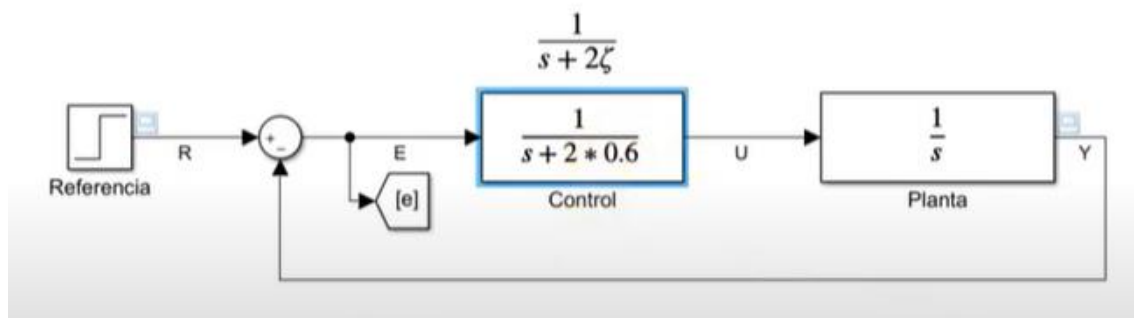 1
s + 2ζ
1
s + 2 * 0.6
1
s
+
−
R
E
U
Y
Referencia
[e]
Control
Planta